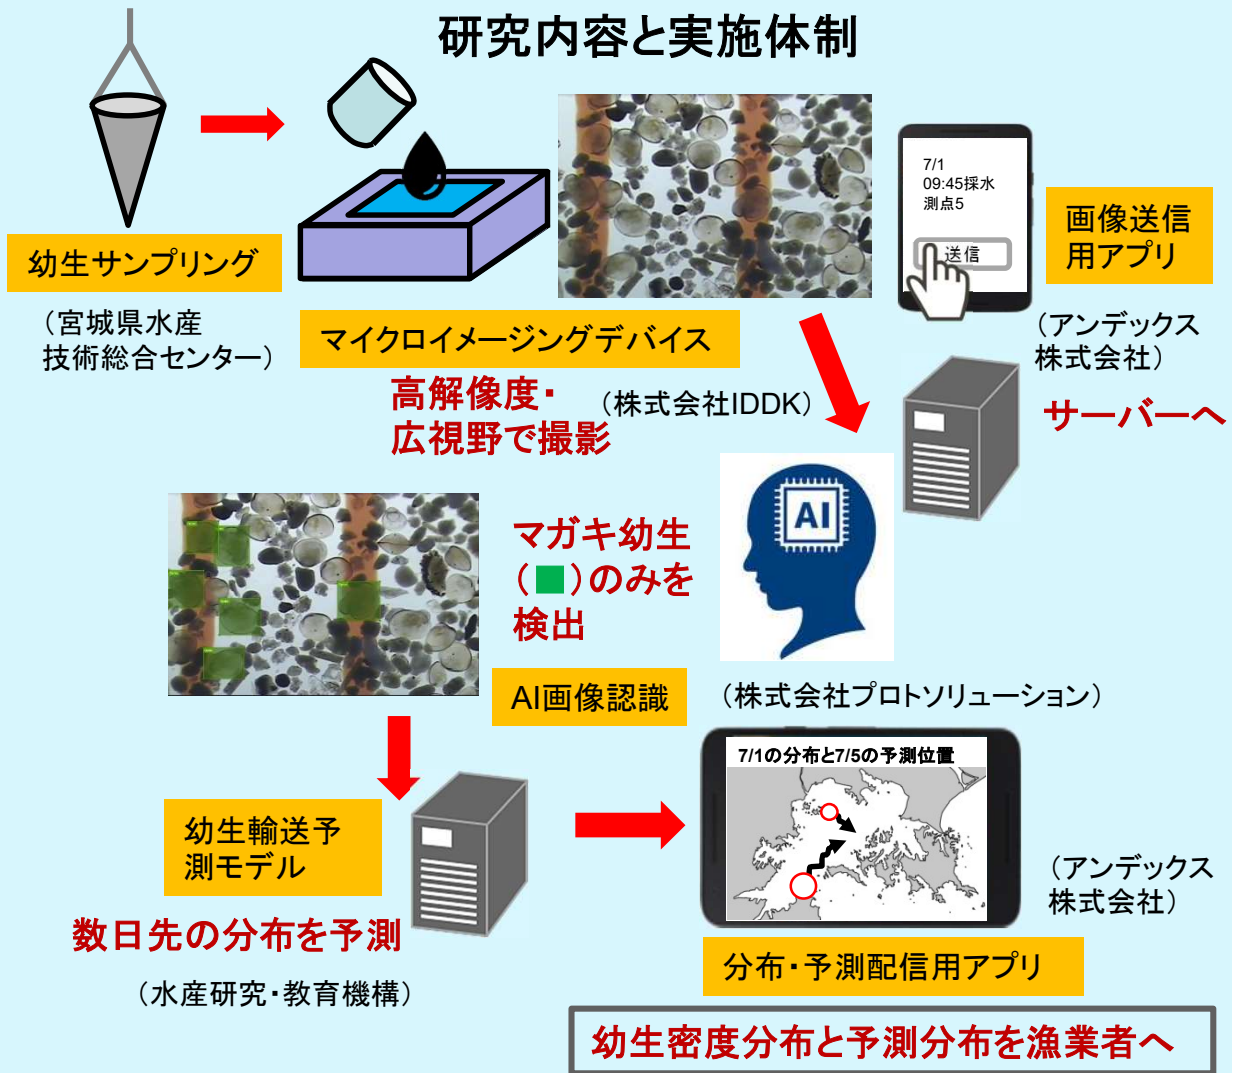 研究内容と実施体制
幼生サンプリング
（宮城県水産
技術総合センター）
マイクロイメージングデバイス
高解像度・
広視野で撮影
（株式会社IDDK）
7/1
09:45採水
測点5
送信
画像送信
用アプリ
（アンデックス
株式会社）
サーバーへ
AI
マガキ幼生
（■）のみを
検出
AI画像認識
（株式会社プロトソリューション）
幼生輸送予
測モデル
数日先の分布を予測
（水産研究・教育機構）
7/1の分布と7/5の予測位置
（アンデックス
株式会社）
分布・予測配信用アプリ
幼生密度分布と予測分布を漁業者へ